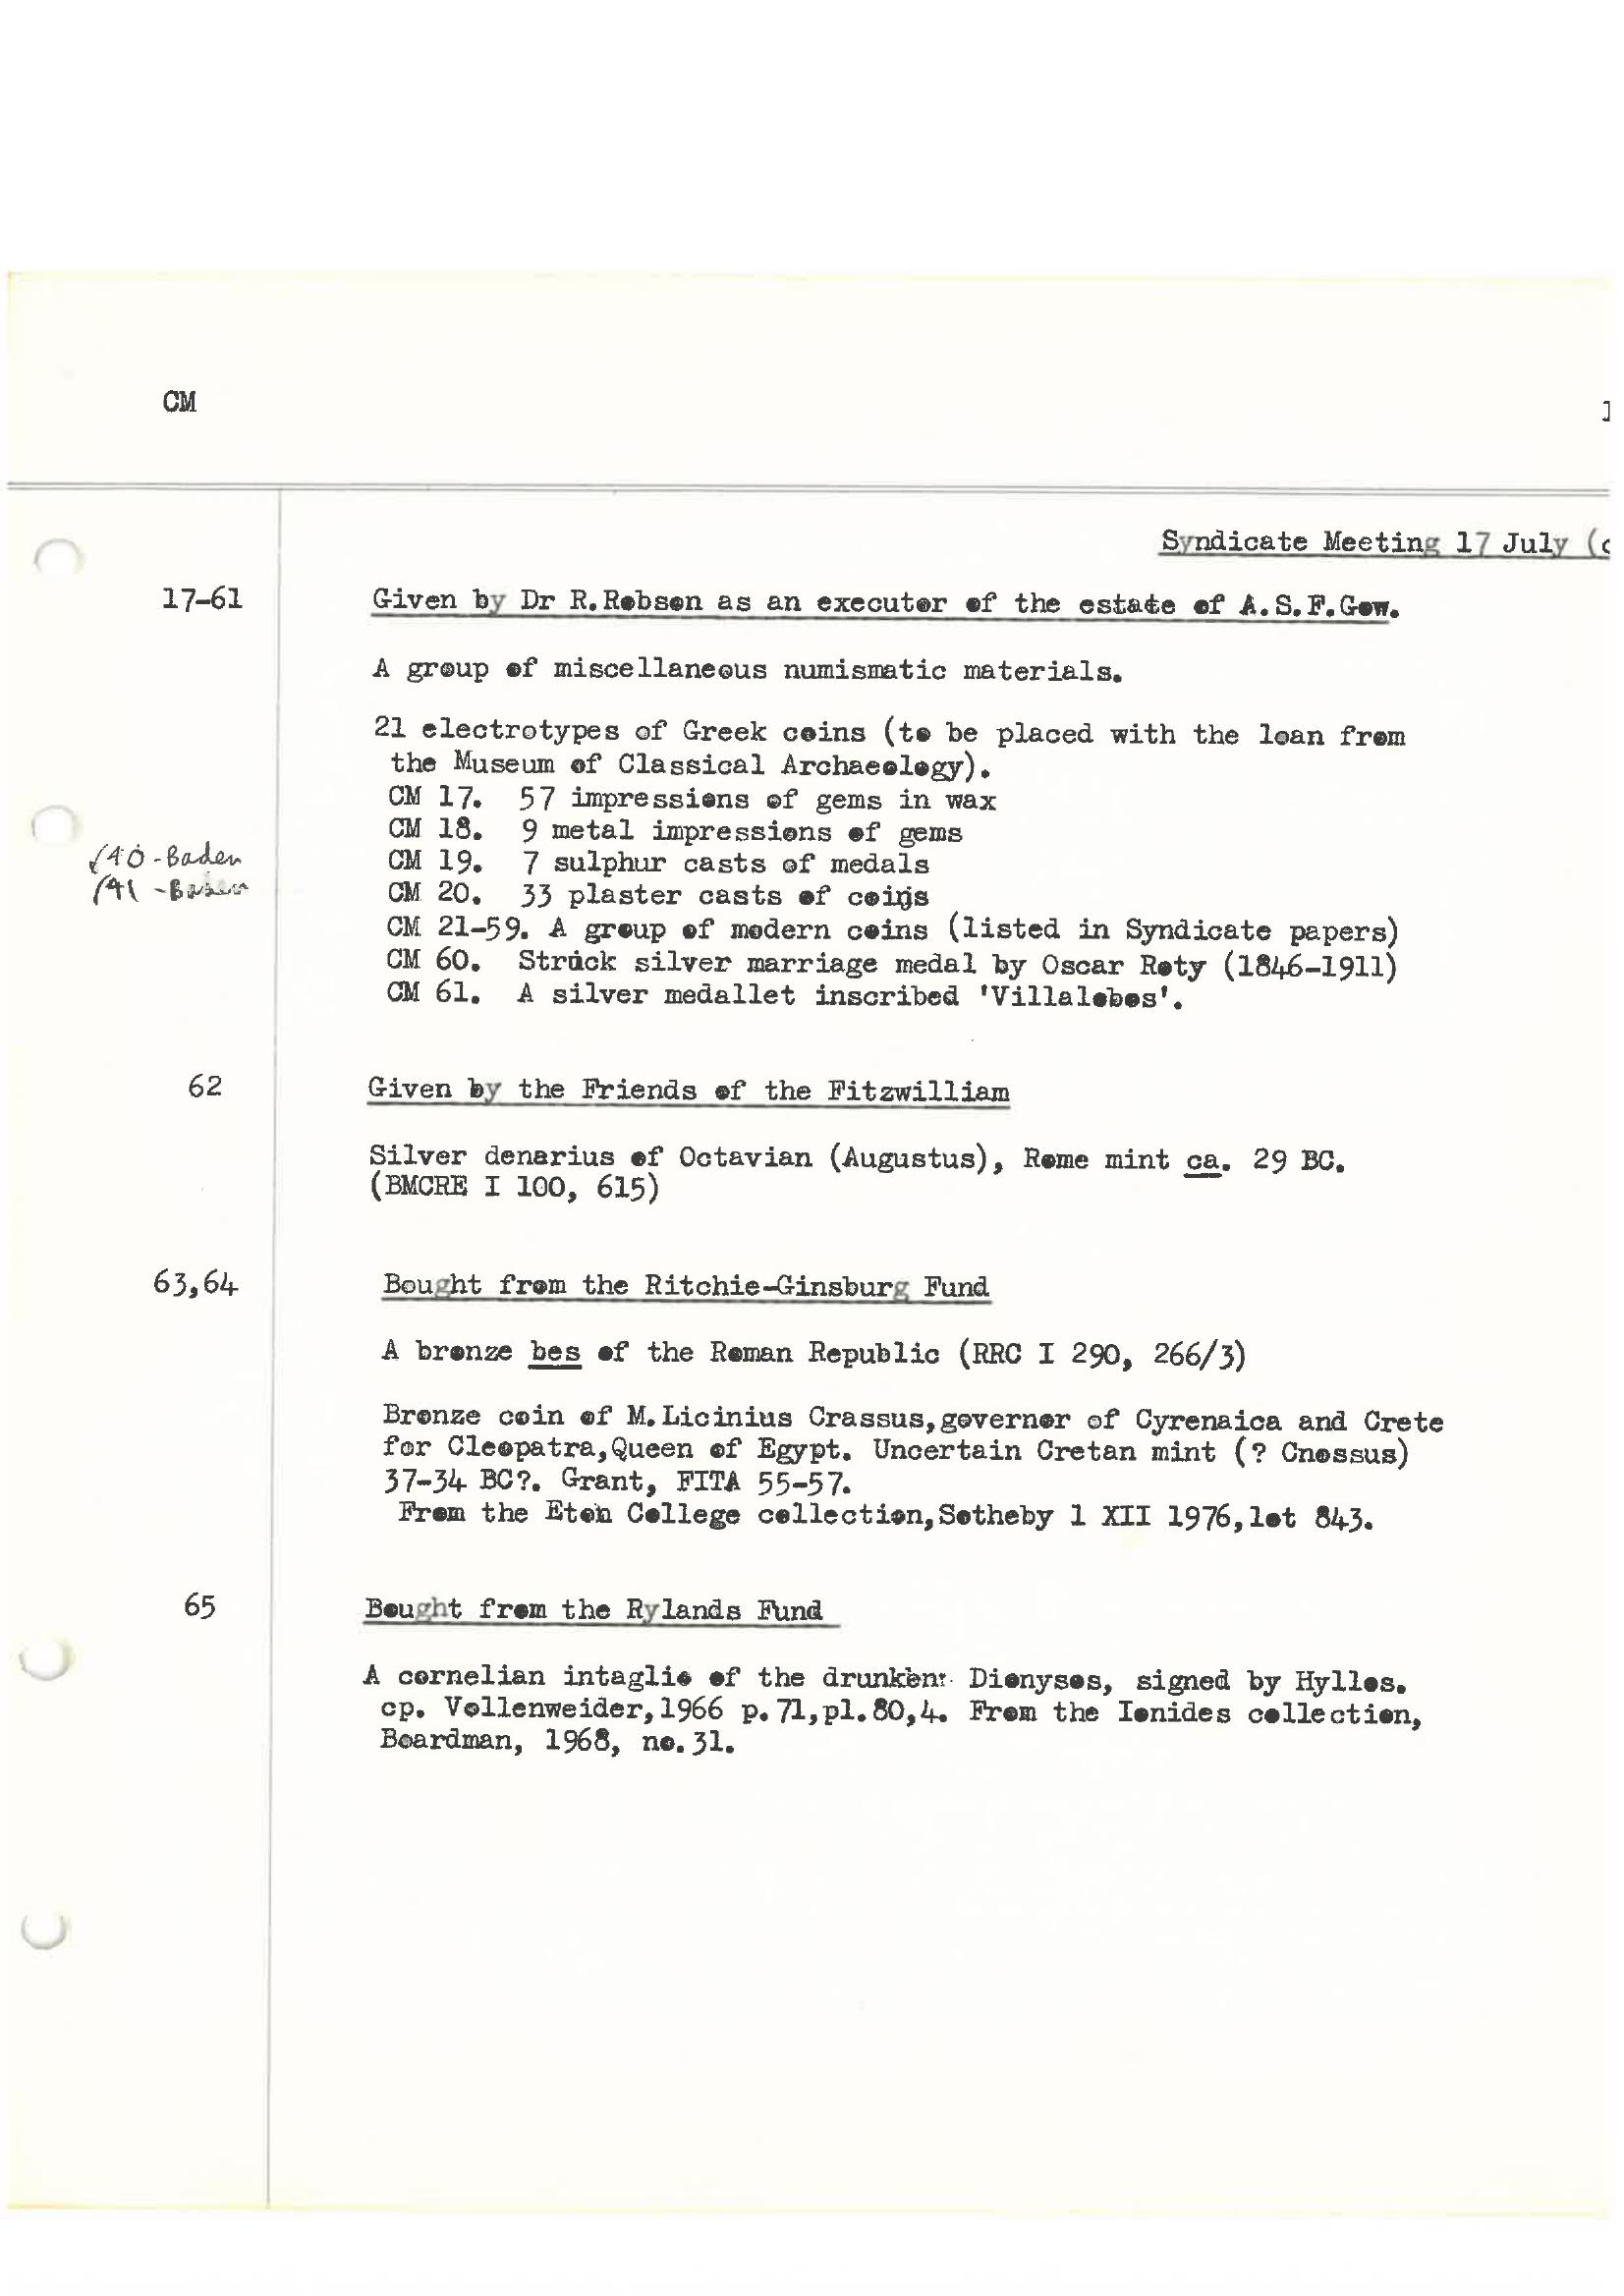 CM
Syndicate Meeting 17 July (
17-61 Given by Dr R.Robson as an executor of the estate of A.S.F.Gow.
A group of miscellaneous numismatic materials.
21 electrotypes of Greek coins (to be placed with the loan from
the Museum of Classical Archaeology).
CM 17. 57 impressions of gems in wax
CM 18. 9 metal impressions of gems
/40 - Baden
CM 19. 7 sulphur casts of medals
/41 - Baden
CM 20. 33 plaster casts of coins
CM 21-59. A group of modern coins (listed in Syndicate papers)
CM 60. Struck silver marriage medal by Oscar Roty (1846-1911)
CM 61. A silver medallet inscribed 'Villalobos'.
62 Given by the Friends of the Fitzwilliam
Silver denarius of Octavian (Augustus), Rome mint ca. 29 BC.
(BMCRE I 100, 615)
63,64 Bought from the Ritchie-Ginsburg Fund
A bronze bes of the Roman Republic (RRC I 290, 266/3)
Bronze coin of M.Licinius Crassus,governor of Cyrenaica and Crete
for Cleopatra,Queen of Egypt. Uncertain Cretan mint (? Cnossus)
37-34 BC?. Grant, FITA 55-57.
From the Eton College collection,Sotheby 1 XII 1976,lot 843.
65 Bought from the Rylands Fund
A cornelian intaglio of the drunken Dionysos, signed by Hyllos.
cp. Vollenweider,1966 p.71,pl.80,4. From the Ionides collection,
Boardman, 1968, no.31.